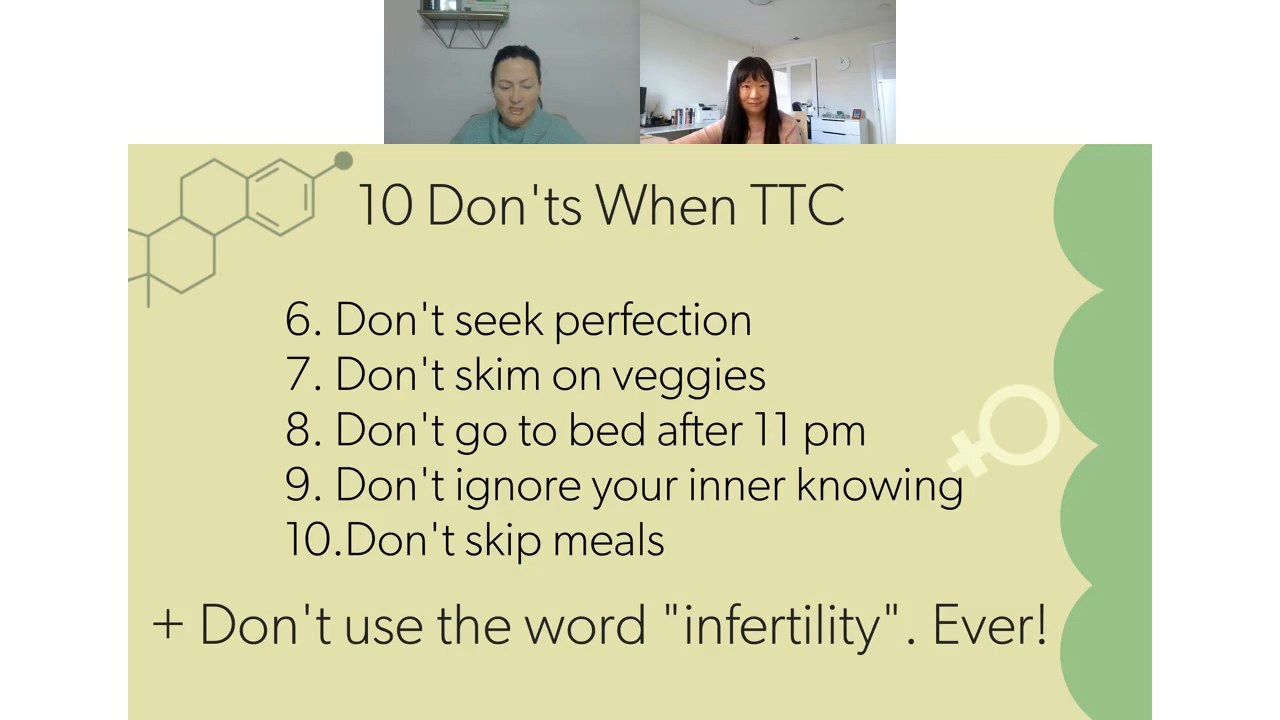 10 Don'ts When TTC
6. Don't seek perfection
7. Don't skim on veggies
8. Don't go to bed after 11 pm
9. Don't ignore your inner knowing
10.Don't skip meals
+ Don't use the word "infertility". Ever!